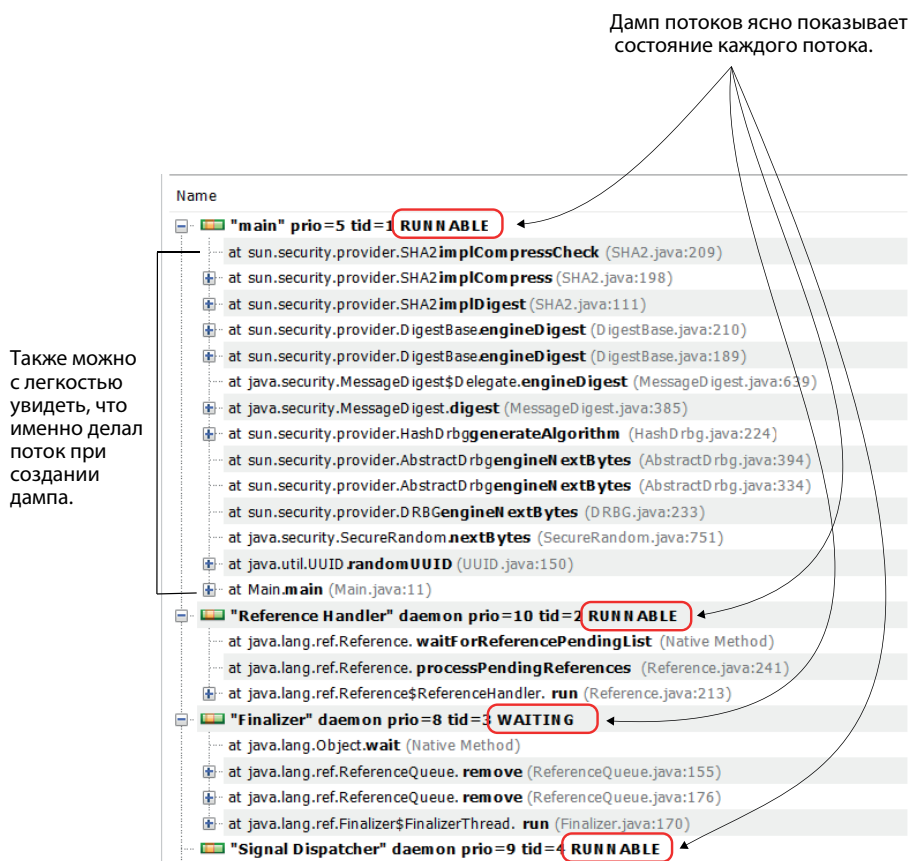 Дамп потоков ясно показывает
состояние каждого потока.
Name
"main" prio=5 tid=1 RUNNABLE
at sun.security.provider.SHA2implCompressCheck (SHA2.java:209)
at sun.security.provider.SHA2implCompress (SHA2.java:198)
at sun.security.provider.SHA2implDigest (SHA2.java:111)
at sun.security.provider.DigestBase.engineDigest (DigestBase.java:210)
at sun.security.provider.DigestBase.engineDigest (DigestBase.java:189)
at java.security.MessageDigest$Delegate.engineDigest (MessageDigest.java:639)
at java.security.MessageDigest.digest (MessageDigest.java:385)
at sun.security.provider.HashDrbggenerateAlgorithm (HashDrbg.java:224)
at sun.security.provider.AbstractDrbgengineNextBytes (AbstractDrbg.java:394)
at sun.security.provider.AbstractDrbgengineNextBytes (AbstractDrbg.java:334)
at sun.security.provider.DRBGengineNextBytes (DRBG.java:233)
at java.security.SecureRandom.nextBytes (SecureRandom.java:751)
at java.util.UUID.randomUUID (UUID.java:150)
at Main.main (Main.java:11)
Также можно
с легкостью
увидеть, что
именно делал
поток при
создании
дампа.
"Reference Handler" daemon prio=10 tid=2 RUNNABLE
at java.lang.ref.Reference. waitForReferencePendingList (Native Method)
at java.lang.ref.Reference. processPendingReferences (Reference.java:241)
at java.lang.ref.Reference$ReferenceHandler. run (Reference.java:213)
"Finalizer" daemon prio=8 tid=3 WAITING
at java.lang.Object.wait (Native Method)
at java.lang.ref.ReferenceQueue. remove (ReferenceQueue.java:155)
at java.lang.ref.ReferenceQueue. remove (ReferenceQueue.java:176)
at java.lang.ref.Finalizer$FinalizerThread. run (Finalizer.java:170)
"Signal Dispatcher" daemon prio=9 tid=4 RUNNABLE